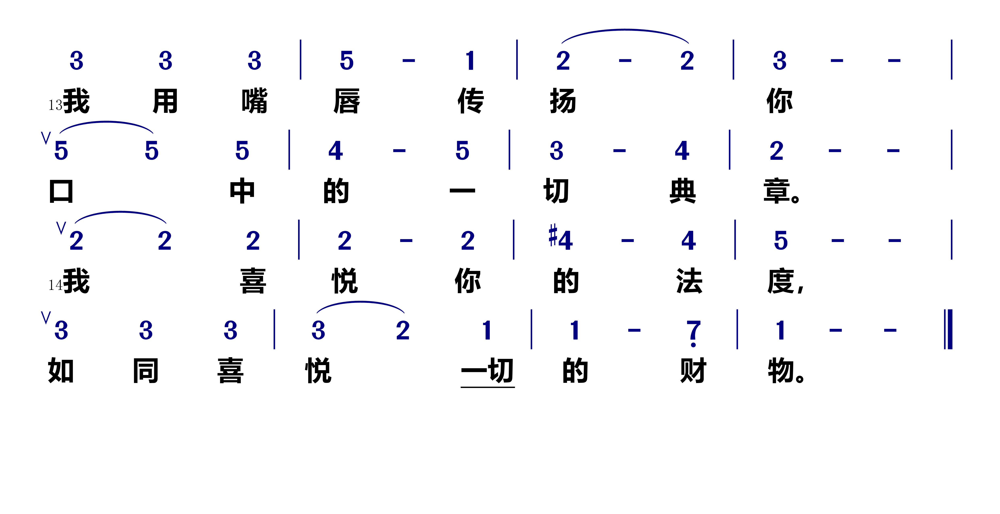 3 3 3 | 5 - 1 | 2 - 2 | 3 - - |
13我 用 嘴 唇 传 扬 你
V5 5 5 | 4 - 5 | 3 - 4 | 2 - - |
口 中 的 一 切 典 章。
V2 2 2 | 2 - 2 | ♯4 - 4 | 5 - - |
14我 喜 悦 你 的 法 度,
V3 3 3 | 3 2 1 | 1 - 7̣ | 1 - - ‖
如 同 喜 悦 一切 的 财 物。